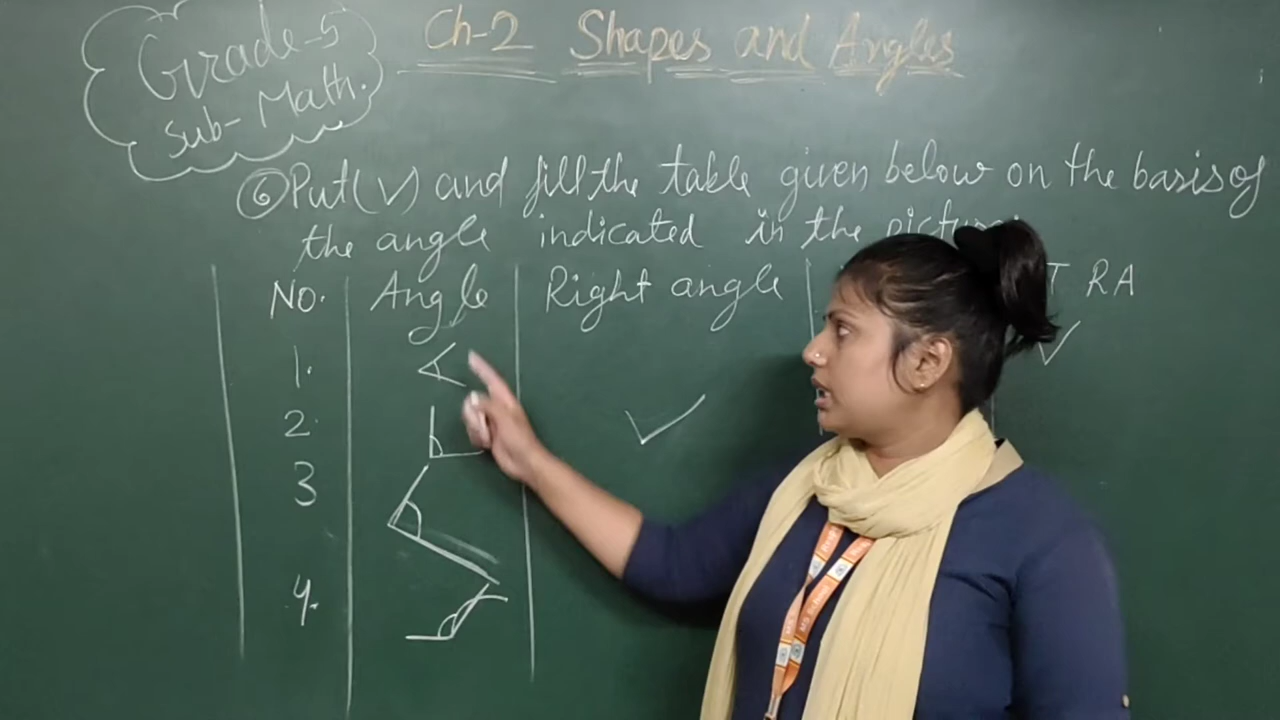 Grade-5
Sub-Math.
Ch-2 Shapes and Angles
⑥ Put(√) and fill the table given below on the basis of
the angle indicated in the
No. Angle Right angle T RA
1. ✓
2. ✓
3
4.